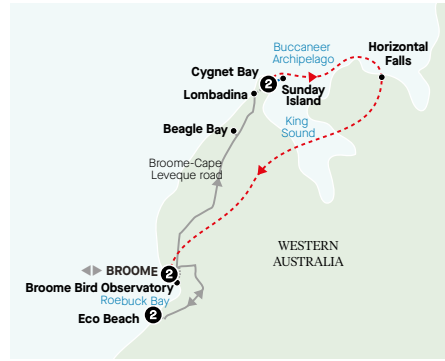 Buccaneer
Archipelago
Horizontal
Falls
Cygnet Bay
2
Sunday
Island
Lombadina
King
Sound
Beagle Bay
Broome-Cape
Leveque road
WESTERN
AUSTRALIA
BROOME 2
Broome Bird Observatory
Roebuck Bay
Eco Beach 2